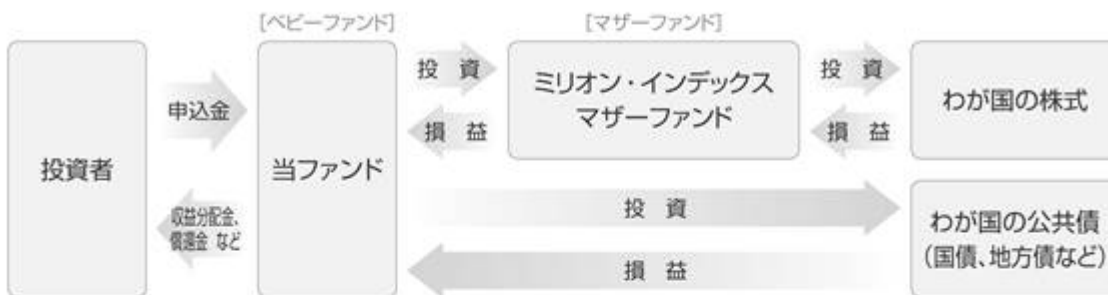 [ベビーファンド]
[マザーファンド]
投資者
申込金
収益分配金、
償還金 など
当ファンド
投 資
損 益
ミリオン・インデックス
マザーファンド
投 資
損 益
わが国の株式
投 資
損 益
わが国の公共債
(国債、地方債など)